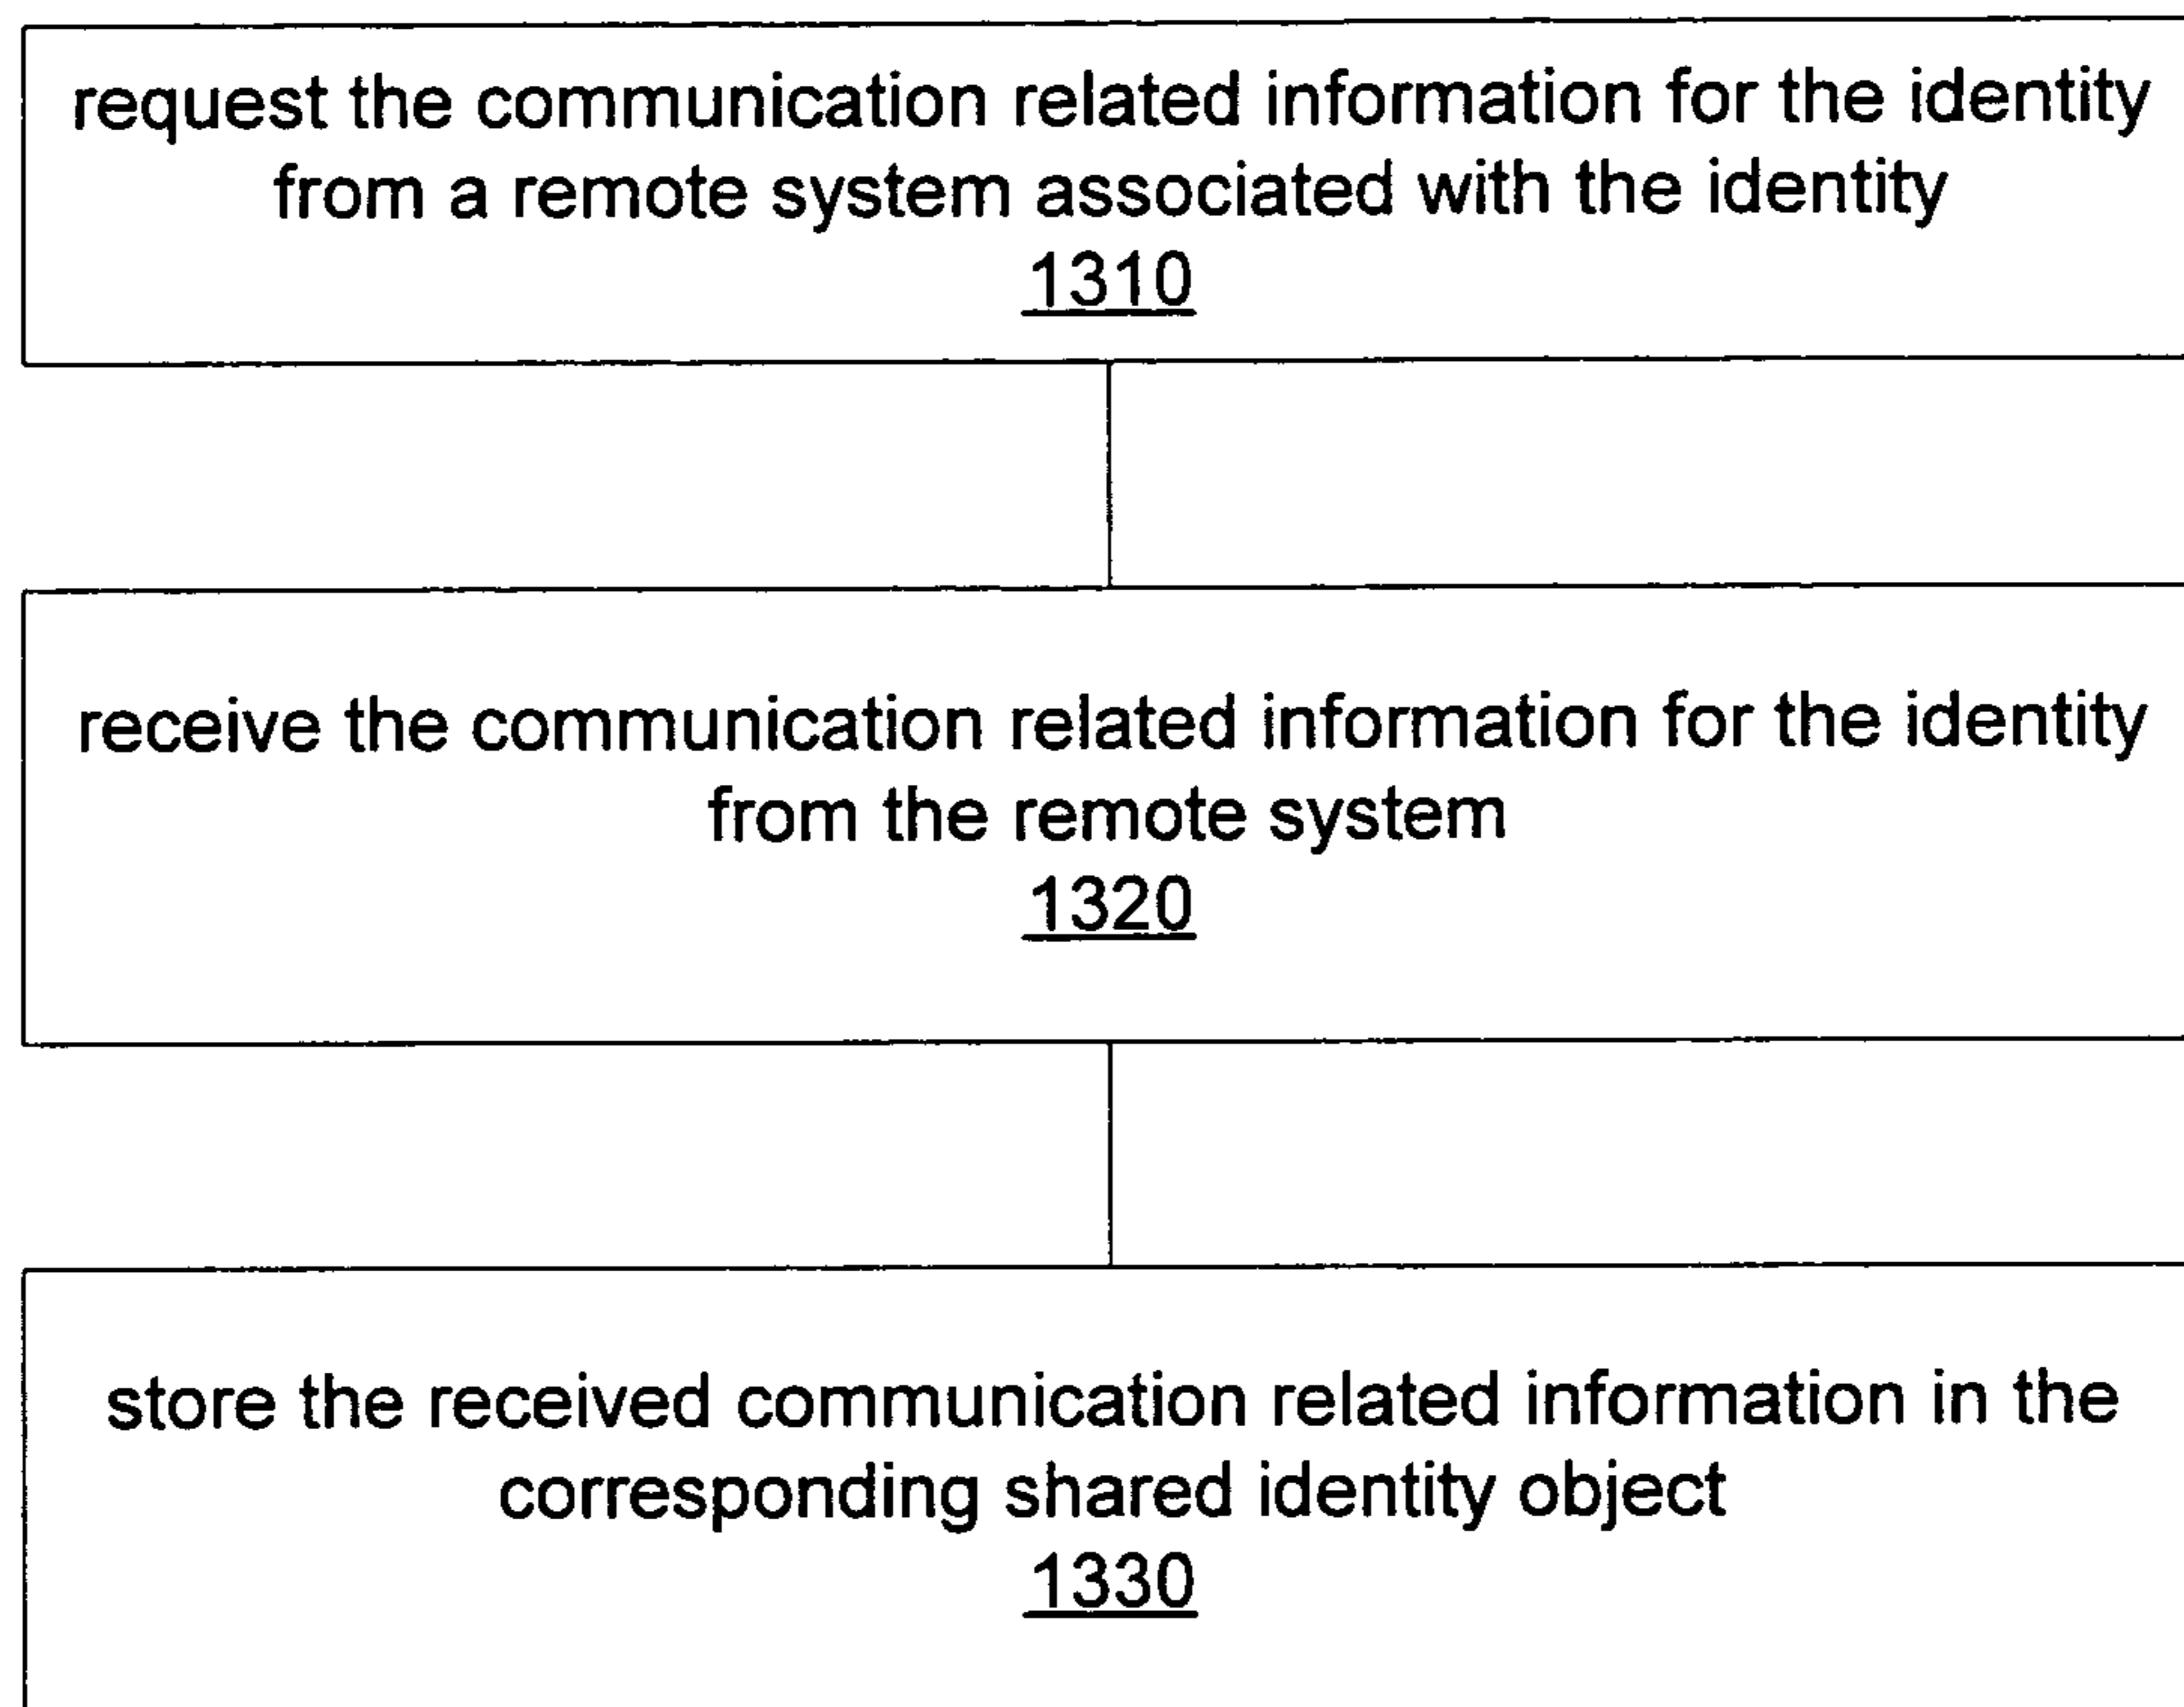 request the communication related information for the identity
from a remote system associated with the identity
1310
receive the communication related information for the identity
from the remote system
1320
store the received communication related information in the
corresponding shared identity object
1330